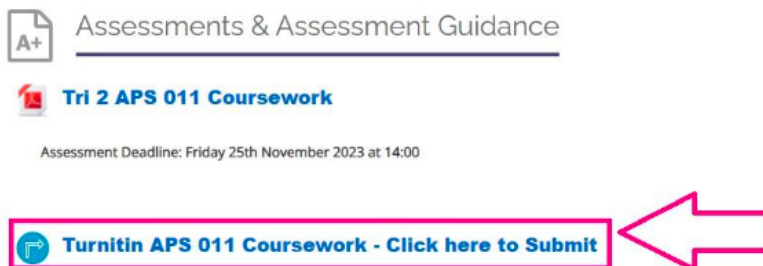 A+
Assessments & Assessment Guidance
Tri 2 APS 011 Coursework
Assessment Deadline: Friday 25th November 2023 at 14:00
Turnitin APS 011 Coursework - Click here to Submit